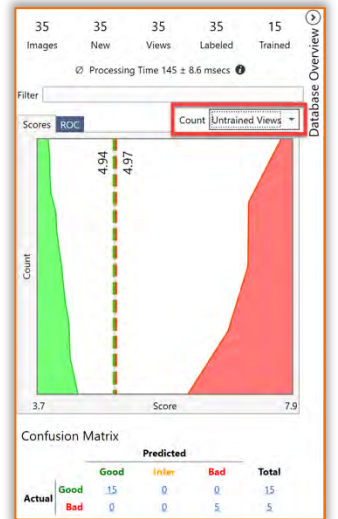 35 35 35 35 15
Images New Views Labeled Trained
Database Overview
∅ Processing Time 145 ± 8.6 msecs
Filter
Scores ROC Count Untrained Views
4.94
4.97
Count
3.7 Score 7.9
Confusion Matrix
Predicted
Good Inler Bad Total
Actual Good 15 0 0 15
Bad 0 0 5 5